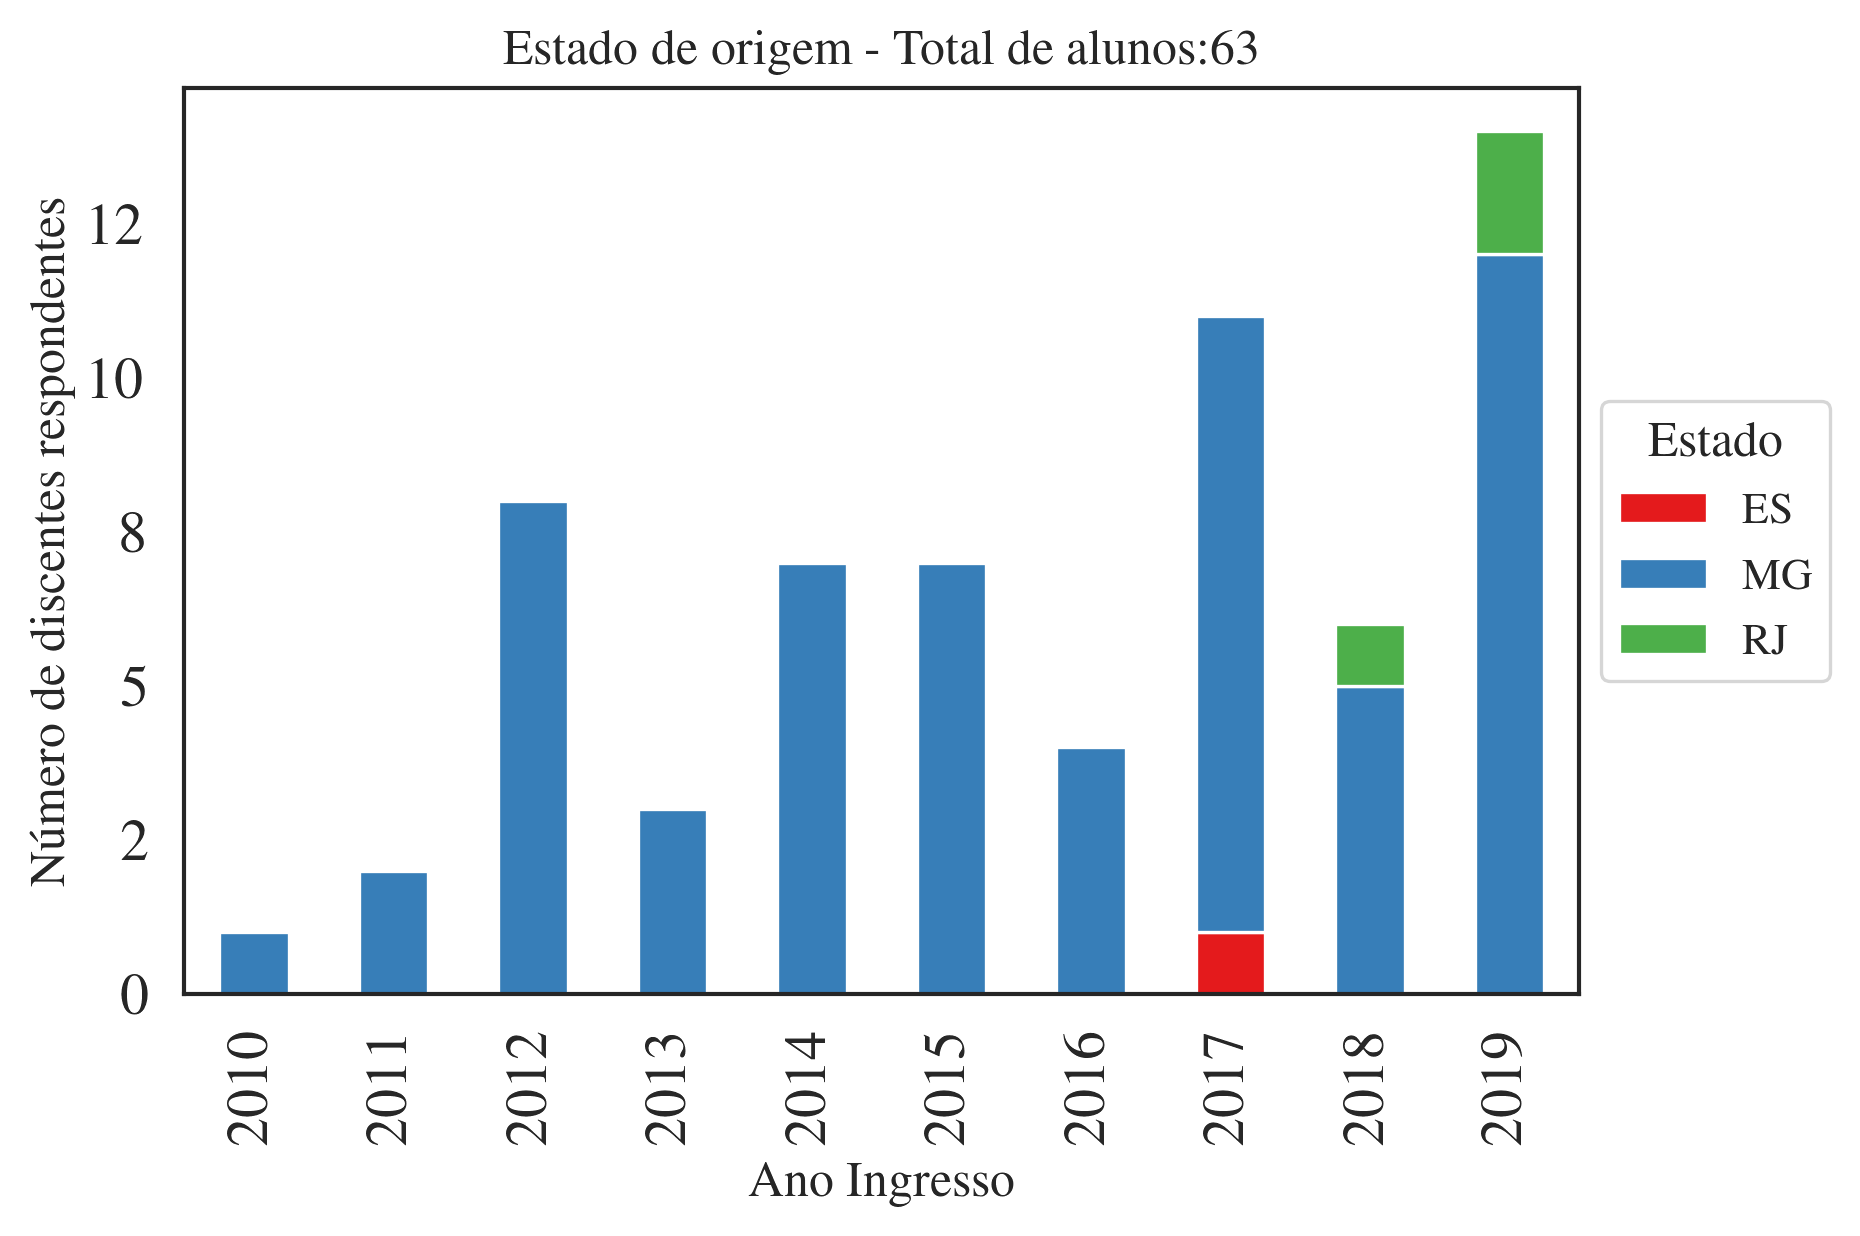 Estado de origem - Total de alunos:63
Número de discentes respondentes
12
10
8
5
2
0
2010
2011
2012
2013
2014
2015
2016
2017
2018
2019
Ano Ingresso
Estado
ES
MG
RJ